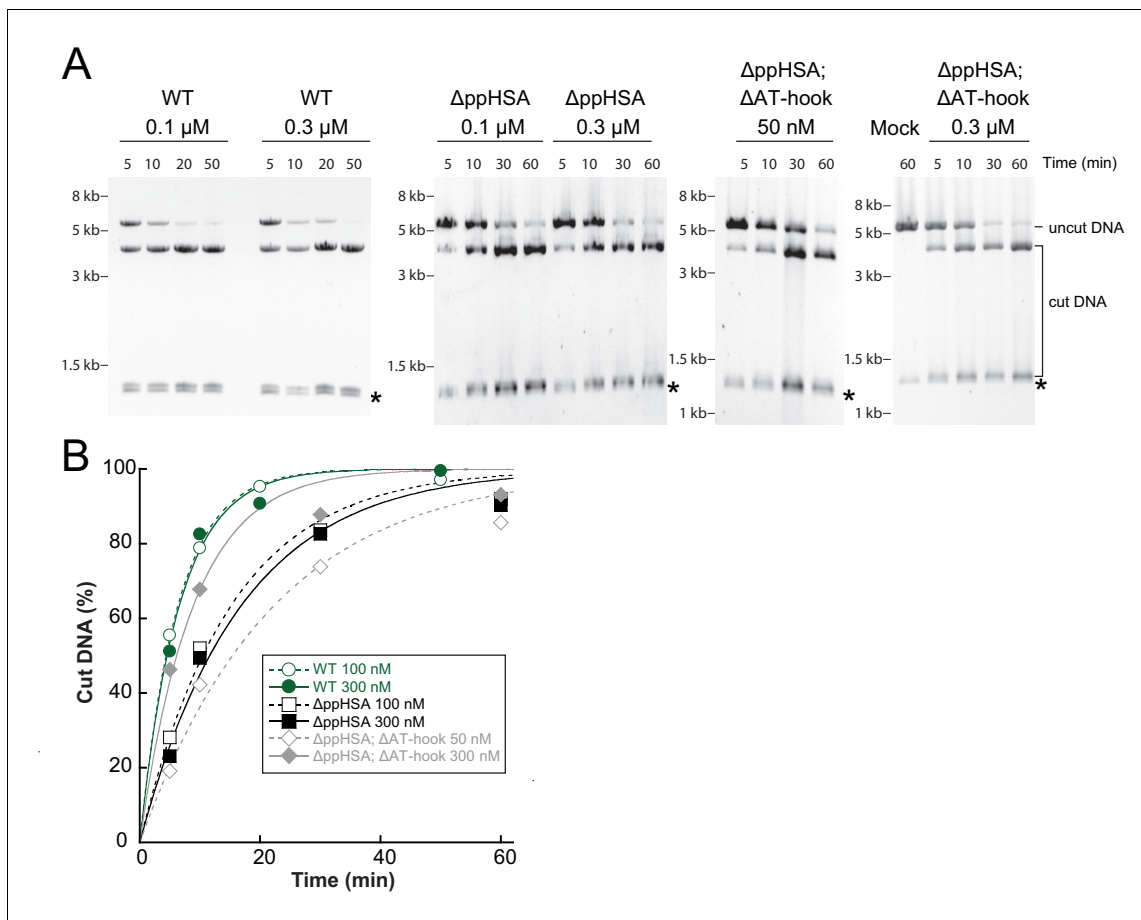 A
WT
0.1 µM
WT
0.3 µM
ΔppHSA
0.1 µM
ΔppHSA
0.3 µM
ΔppHSA;
ΔAT-hook
50 nM
Mock
ΔppHSA;
ΔAT-hook
0.3 µM
5 10 20 50
5 10 20 50
5 10 30 60
5 10 30 60
5 10 30 60
60 5 10 30 60
Time (min)
8 kb–
5 kb–
3 kb–
1.5 kb–
*
8 kb–
5 kb–
3 kb–
1.5 kb–
*
8 kb–
5 kb–
3 kb–
1.5 kb–
1 kb–
*
8 kb–
5 kb–
3 kb–
1.5 kb–
1 kb–
*
uncut DNA
cut DNA
B
Cut DNA (%)
100
80
60
40
20
0
0 20 40 60
Time (min)
WT 100 nM
WT 300 nM
ΔppHSA 100 nM
ΔppHSA 300 nM
ΔppHSA; ΔAT-hook 50 nM
ΔppHSA; ΔAT-hook 300 nM